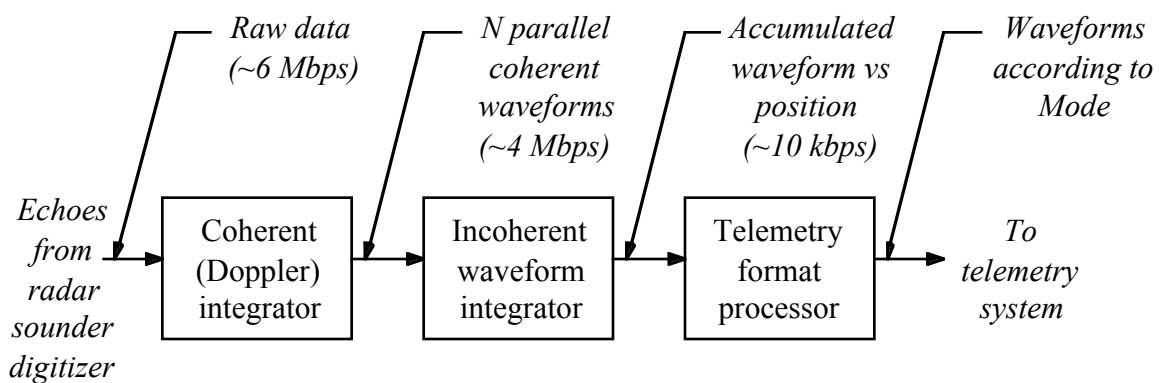 Raw data
(~6 Mbps)
N parallel
coherent
waveforms
(~4 Mbps)
Accumulated
waveform vs
position
(~10 kbps)
Waveforms
according to
Mode
Echoes
from
radar
sounder
digitizer
Coherent
(Doppler)
integrator
Incoherent
waveform
integrator
Telemetry
format
processor
To
telemetry
system